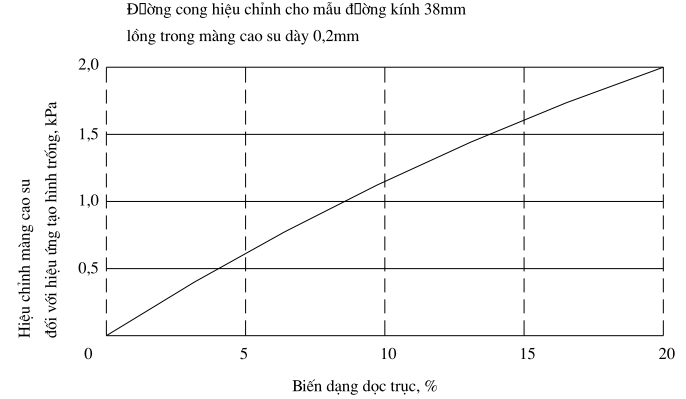 Đ□ờng cong hiệu chỉnh cho mẫu đ□ờng kính 38mm
lồng trong màng cao su dày 0,2mm
2,0
1,5
1,0
0,5
Hiệu chỉnh màng cao su
đối với hiệu ứng tạo hình trống, kPa
0
5
10
15
20
Biến dạng dọc trục, %